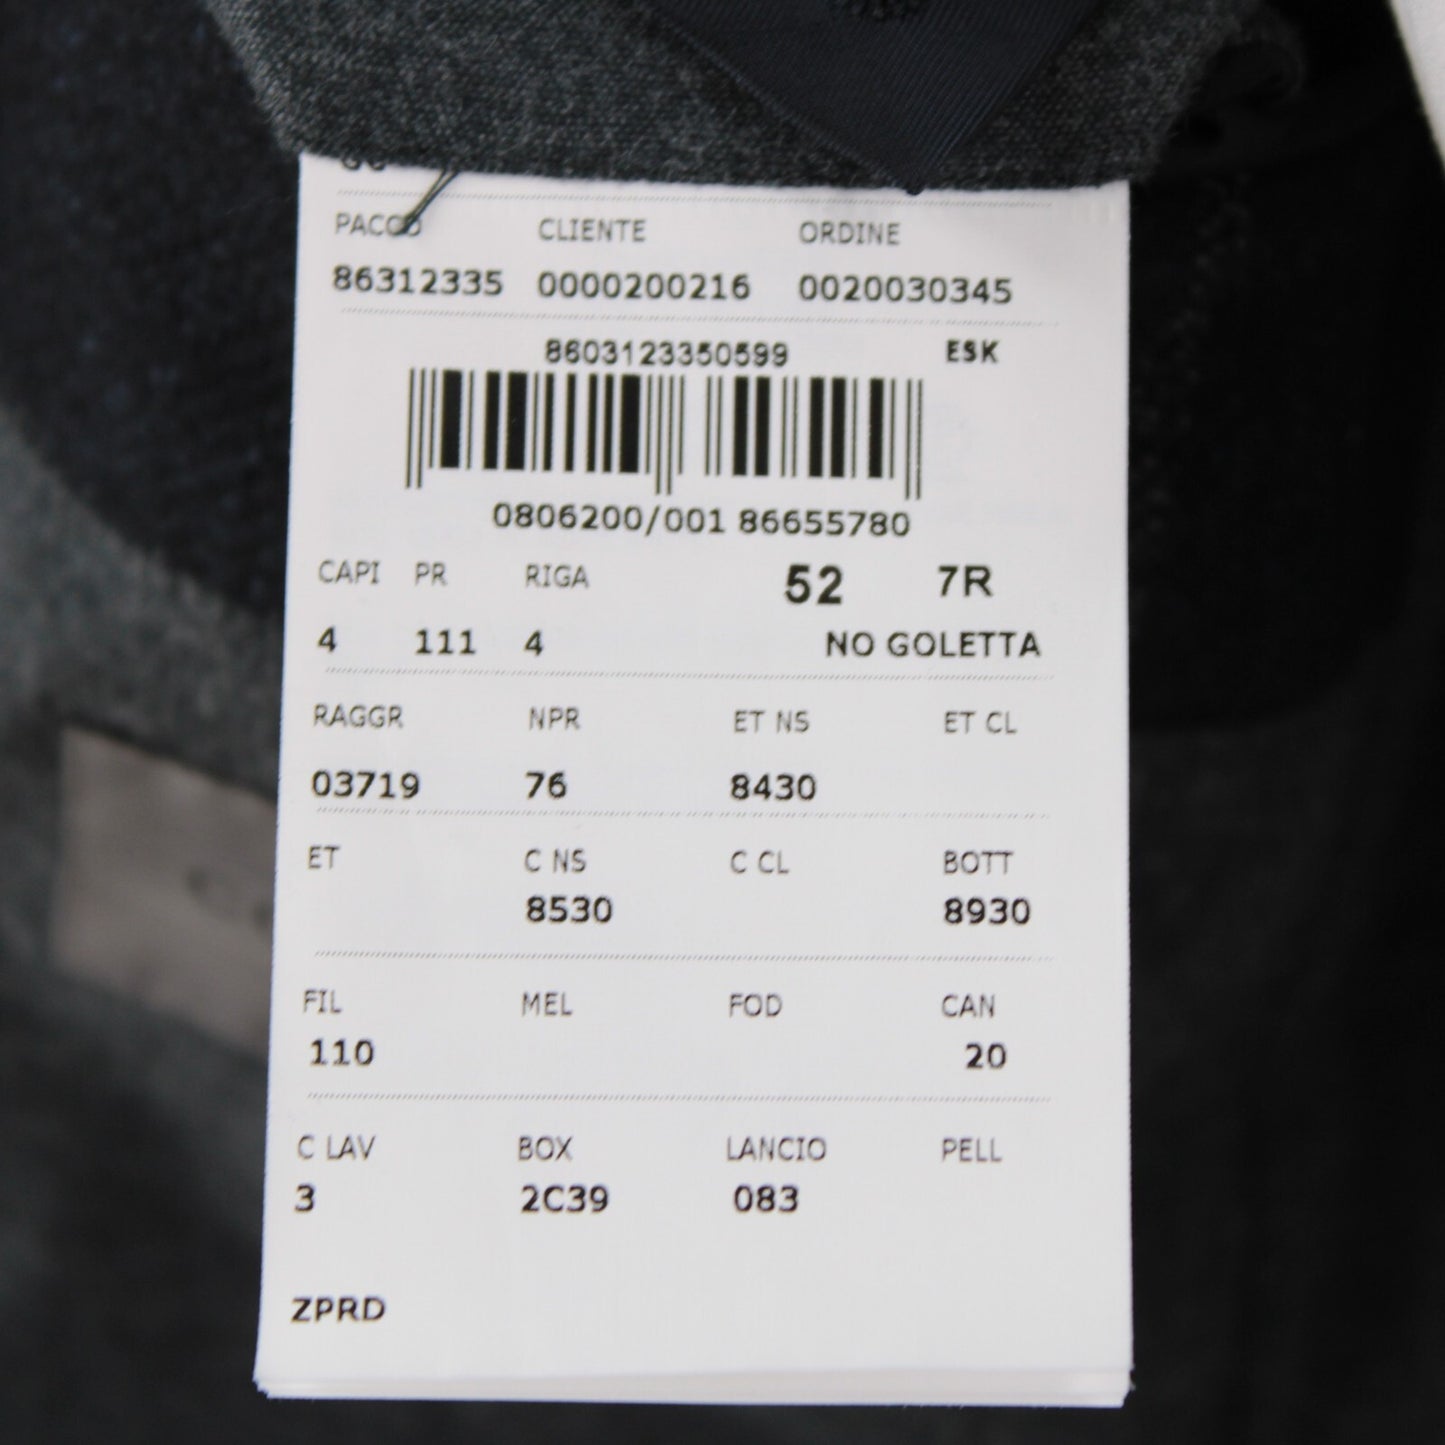 PACCO CLIENTE ORDINE
86312335 0000200216 0020030345
8603123350599 ESK
0806200/001 86655780
CAPI PR RIGA 52 7R
4 111 4 NO GOLETTA
RAGGR NPR ET NS ET CL
03719 76 8430
ET C NS C CL BOTT
8530 8930
FIL MEL FOD CAN
110 20
C LAV BOX LANCIO PELL
3 2C39 083
ZPRD